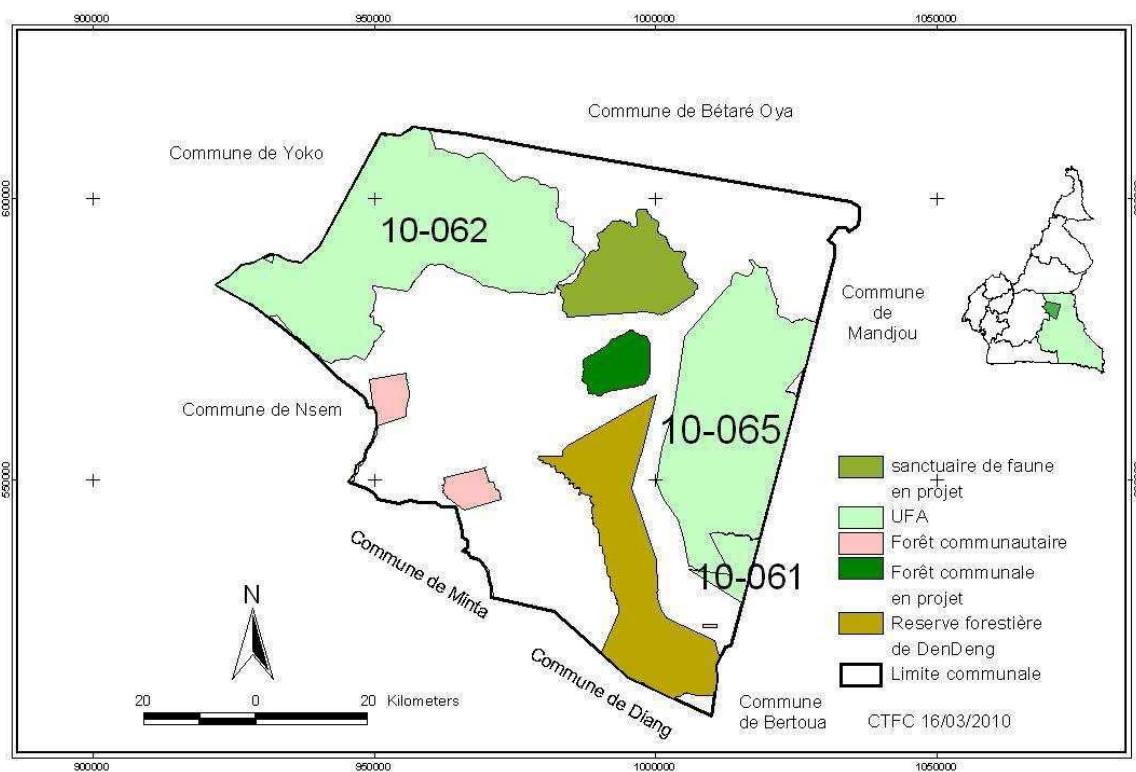 900000 950000 1000000 1050000
Commune de Bétaré Oya
Commune de Yoko
600000
10-062
Commune
de
Mandjou
Commune de Nsem
10-065
550000
sanctuaire de faune
en projet
UFA
Forêt communautaire
Forêt communale
en projet
Reserve forestière
de DenDeng
Limite communale
10-061
Commune de Minta
N
Commune de Diang
20 0 20 Kilometers
Commune
de Bertoua
CTFC 16/03/2010
900000 950000 1000000 1050000